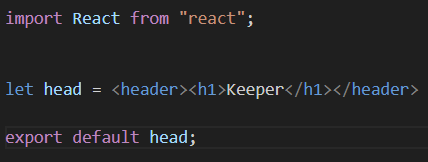 import React from "react";
let head = <header><h1>Keeper</h1></header>
export default head;